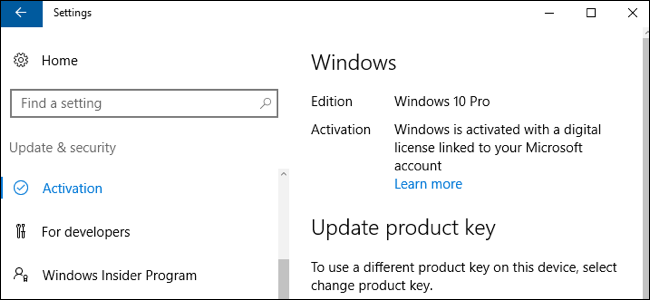 Settings
Home
Find a setting
Update & security
Activation
For developers
Windows Insider Program
Windows
Edition Windows 10 Pro
Activation Windows is activated with a digital
license linked to your Microsoft
account
Learn more
Update product key
To use a different product key on this device, select
change product key.